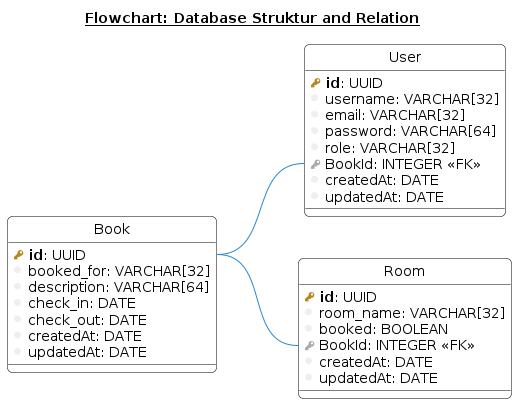 Flowchart: Database Struktur and Relation
User
id: UUID
username: VARCHAR[32]
email: VARCHAR[32]
password: VARCHAR[64]
role: VARCHAR[32]
BookId: INTEGER «FK»
createdAt: DATE
updatedAt: DATE
Book
id: UUID
booked_for: VARCHAR[32]
description: VARCHAR[64]
check_in: DATE
check_out: DATE
createdAt: DATE
updatedAt: DATE
Room
id: UUID
room_name: VARCHAR[32]
booked: BOOLEAN
BookId: INTEGER «FK»
createdAt: DATE
updatedAt: DATE